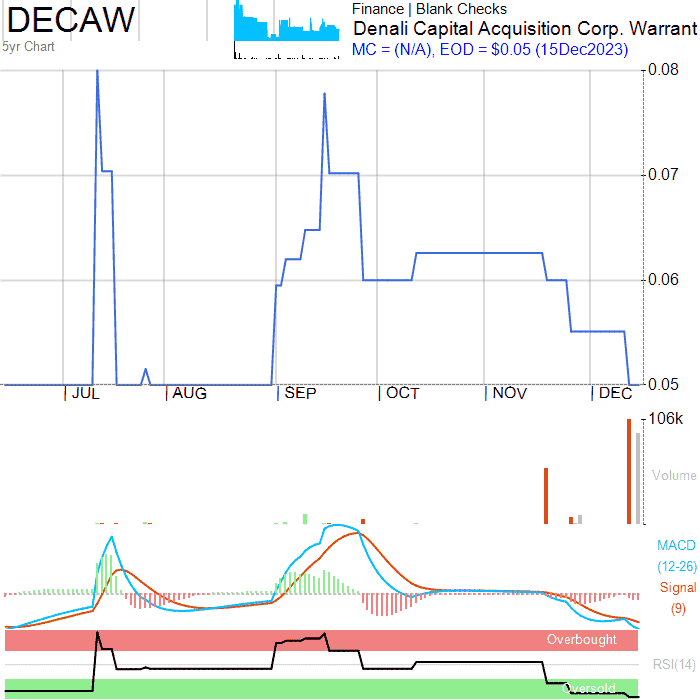 DECAW
5yr Chart
Finance | Blank Checks
Denali Capital Acquisition Corp. Warrant
MC = (N/A), EOD = $0.05 (15Dec2023)
0.08
0.07
0.06
0.05
JUL AUG SEP OCT NOV DEC
106k
Volume
MACD
(12-26)
Signal
(9)
Overbought
RSI(14)
Oversold